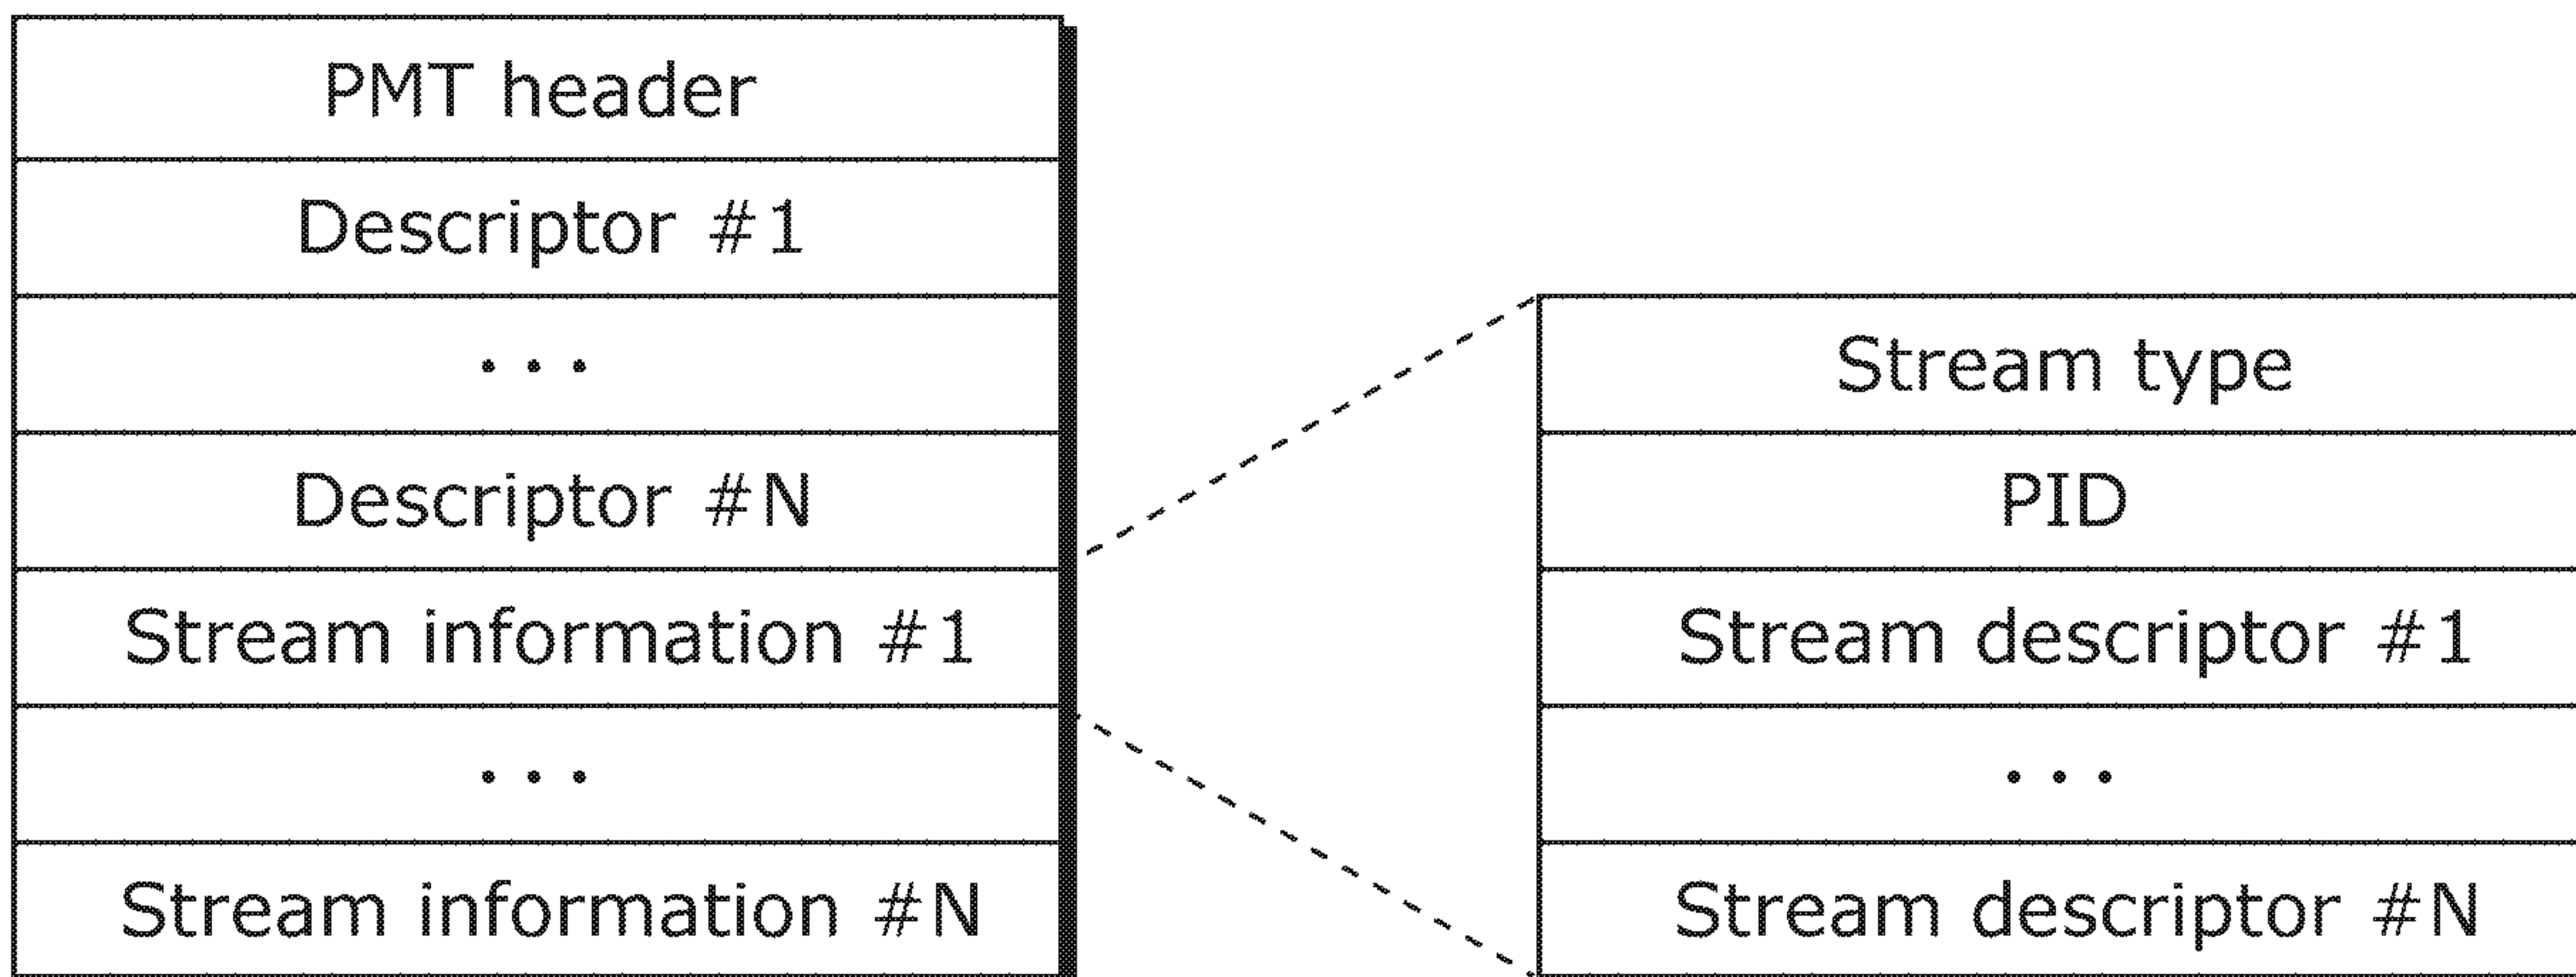 PMT header
Descriptor #1
...
Descriptor #N
Stream information #1
...
Stream information #N
Stream type
PID
Stream descriptor #1
...
Stream descriptor #N